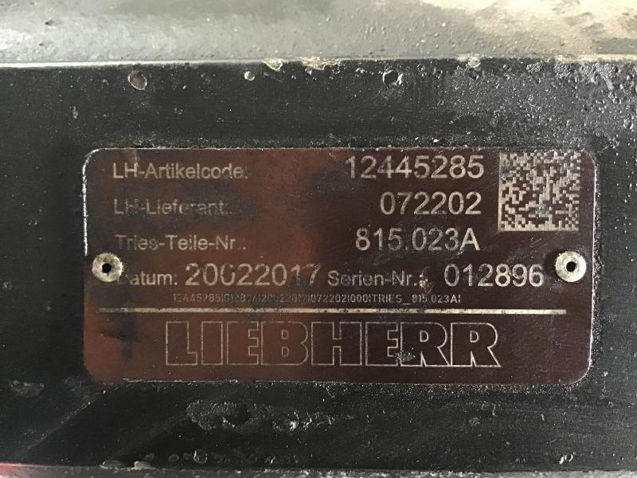 LH-Artikelcode: 12445285
LH-Lieferant: 072202
Tries-Teile-Nr.: 815.023A
Datum: 20022017 Serien-Nr.: 012896
LIEBHERR